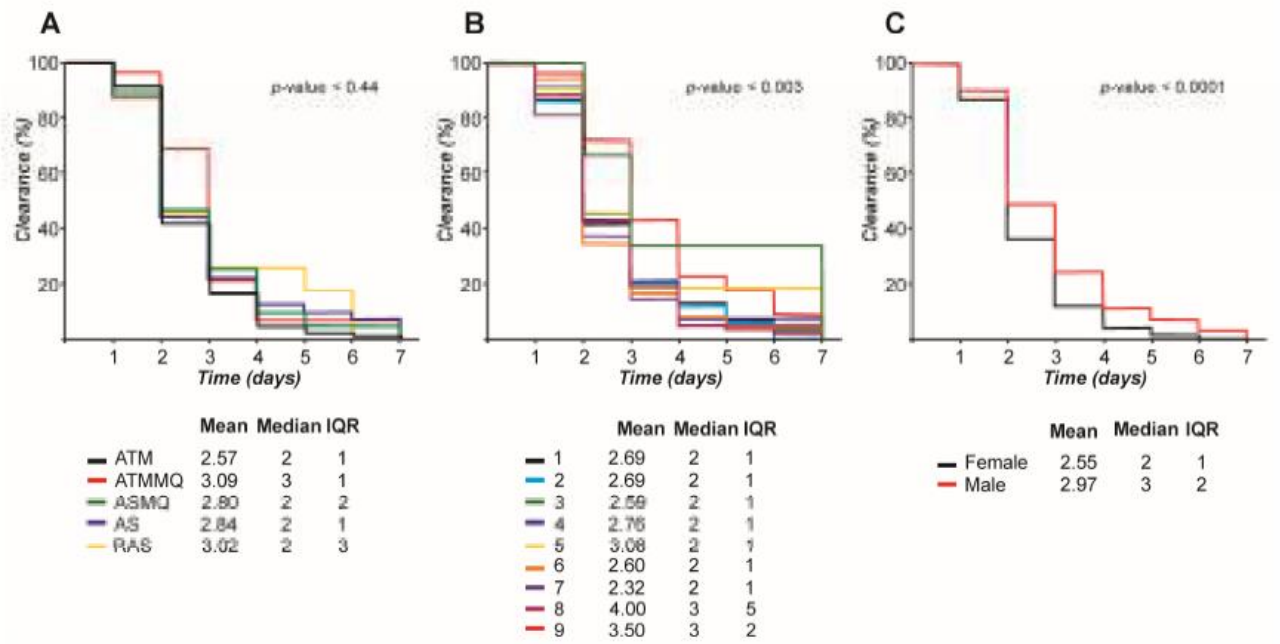 A
Clearance (%)
100
80
60
40
20
p-value < 0.44
1 2 3 4 5 6 7
Time (days)
Mean Median IQR
ATM 2.57 2 1
ATMMQ 3.09 3 1
ASMQ 2.80 2 2
AS 2.84 2 1
RAS 3.02 2 3
B
Clearance (%)
100
80
60
40
20
p-value < 0.003
1 2 3 4 5 6 7
Time (days)
Mean Median IQR
1 2.69 2 1
2 2.69 2 1
3 2 1
4 2.76 2 1
5 3.08 2 1
6 2.60 2 1
7 2.32 2 1
8 4.00 3 5
9 3.50 3 2
C
Clearance (%)
100
80
60
40
20
p-value < 0.0001
1 2 3 4 5 6 7
Time (days)
Mean Median IQR
Female 2.55 2 1
Male 2.97 3 2